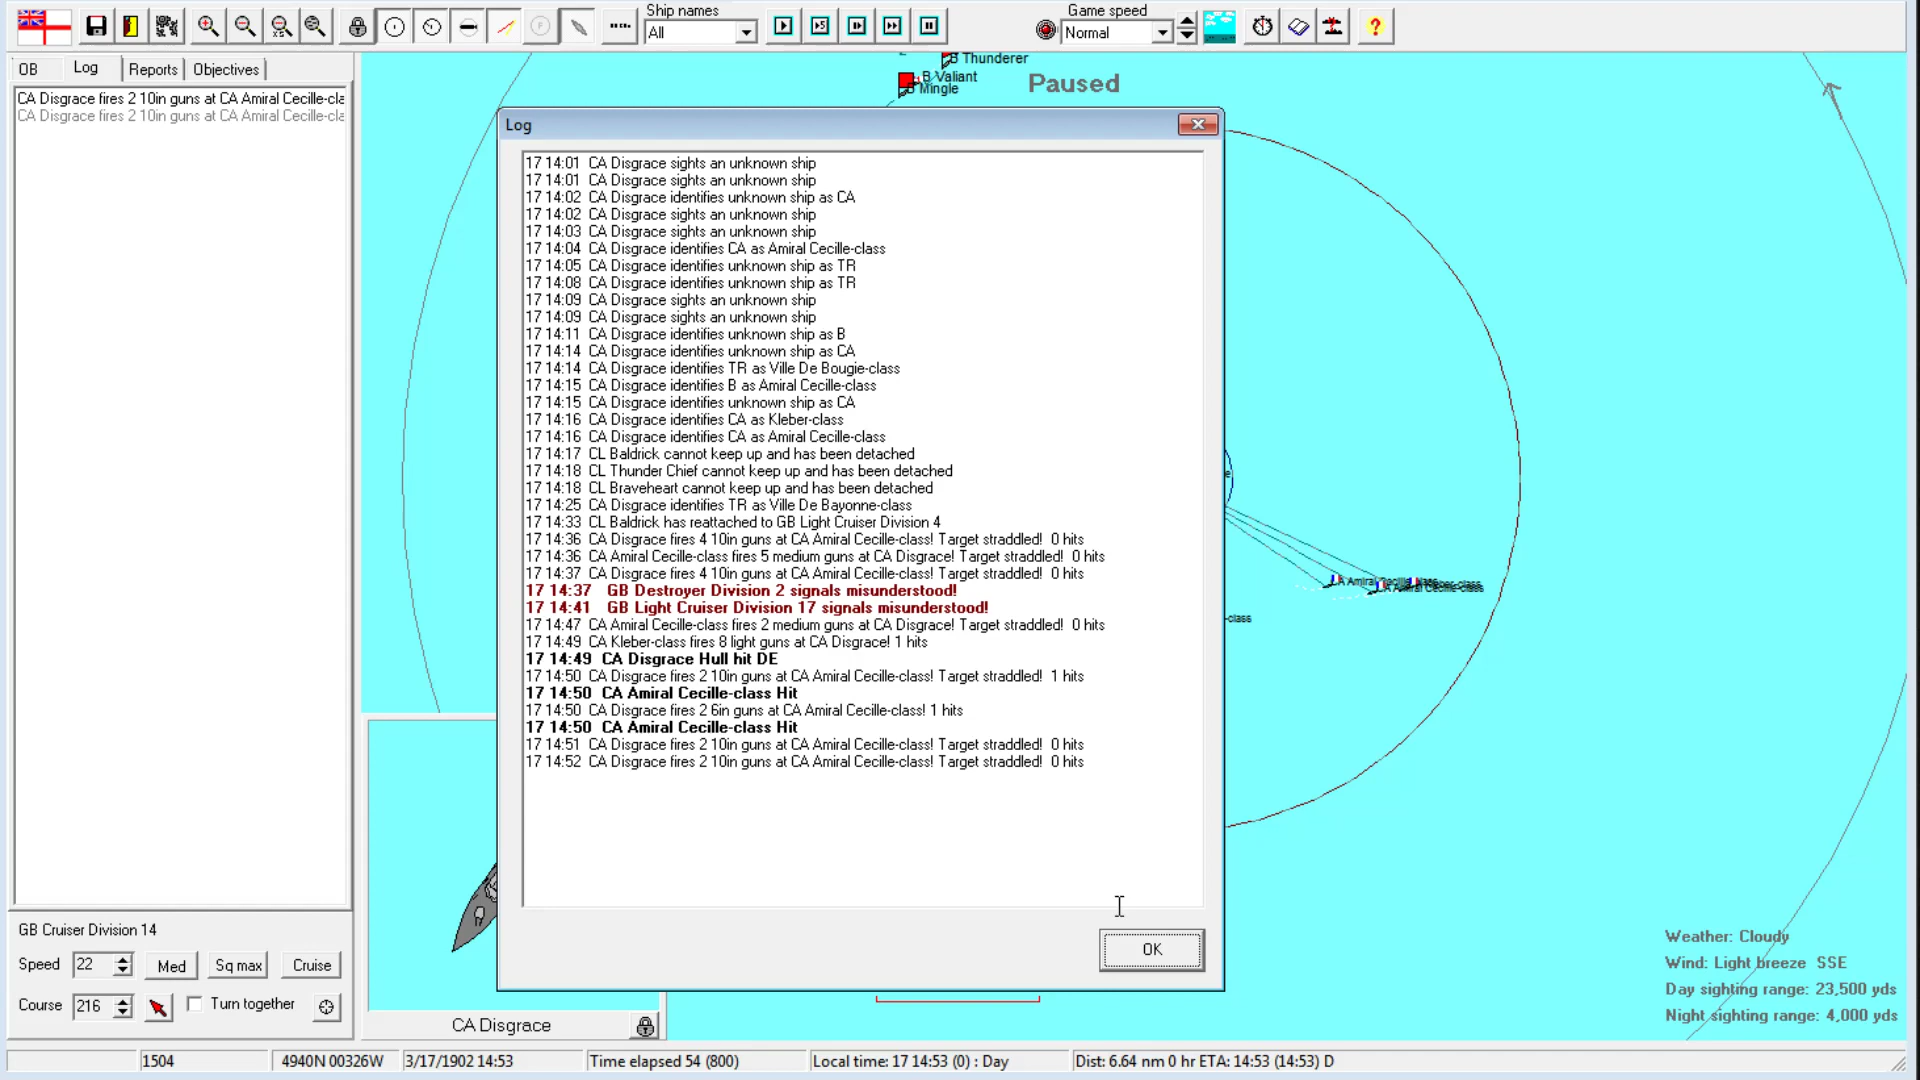 Ship names
All
Game speed
Normal
?
OB
Log
Reports
Objectives
CA Disgrace fires 2 10in guns at CA Amiral Cecille-cla
CA Disgrace fires 2 10in guns at CA Amiral Cecille-cla
B Thunderer
B Valiant
Mingle
Paused
Log
17 14:01 CA Disgrace sights an unknown ship
17 14:01 CA Disgrace sights an unknown ship
17 14:02 CA Disgrace identifies unknown ship as CA
17 14:02 CA Disgrace sights an unknown ship
17 14:03 CA Disgrace sights an unknown ship
17 14:04 CA Disgrace identifies CA as Amiral Cecille-class
17 14:05 CA Disgrace identifies unknown ship as TR
17 14:08 CA Disgrace identifies unknown ship as TR
17 14:09 CA Disgrace sights an unknown ship
17 14:09 CA Disgrace sights an unknown ship
17 14:11 CA Disgrace identifies unknown ship as B
17 14:14 CA Disgrace identifies unknown ship as CA
17 14:14 CA Disgrace identifies TR as Ville De Bougie-class
17 14:15 CA Disgrace identifies B as Amiral Cecille-class
17 14:15 CA Disgrace identifies unknown ship as CA
17 14:16 CA Disgrace identifies CA as Kleber-class
17 14:16 CA Disgrace identifies CA as Amiral Cecille-class
17 14:17 CL Baldrick cannot keep up and has been detached
17 14:18 CL Thunder Chief cannot keep up and has been detached
17 14:18 CL Braveheart cannot keep up and has been detached
17 14:25 CA Disgrace identifies TR as Ville De Bayonne-class
17 14:33 CL Baldrick has reattached to GB Light Cruiser Division 4
17 14:36 CA Disgrace fires 4 10in guns at CA Amiral Cecille-class! Target straddled! 0 hits
17 14:36 CA Amiral Cecille-class fires 5 medium guns at CA Disgrace! Target straddled! 0 hits
17 14:37 CA Disgrace fires 4 10in guns at CA Amiral Cecille-class! Target straddled! 0 hits
17 14:37 GB Destroyer Division 2 signals misunderstood!
17 14:41 GB Light Cruiser Division 17 signals misunderstood!
17 14:47 CA Amiral Cecille-class fires 2 medium guns at CA Disgrace! Target straddled! 0 hits
17 14:49 CA Kleber-class fires 8 light guns at CA Disgrace! 1 hits
17 14:49 CA Disgrace Hull hit DE
17 14:50 CA Disgrace fires 2 10in guns at CA Amiral Cecille-class! Target straddled! 1 hits
17 14:50 CA Amiral Cecille-class Hit
17 14:50 CA Disgrace fires 2 6in guns at CA Amiral Cecille-class! 1 hits
17 14:50 CA Amiral Cecille-class Hit
17 14:51 CA Disgrace fires 2 10in guns at CA Amiral Cecille-class! Target straddled! 0 hits
17 14:52 CA Disgrace fires 2 10in guns at CA Amiral Cecille-class! Target straddled! 0 hits
OK
-class
GB Cruiser Division 14
Speed 22 Med Sq max Cruise
Course 216 Turn together
CA Disgrace
Weather: Cloudy
Wind: Light breeze SSE
Day sighting range: 23,500 yds
Night sighting range: 4,000 yds
1504
4940N 00326W
3/17/1902 14:53
Time elapsed 54 (800)
Local time: 17 14:53 (0) : Day
Dist: 6.64 nm 0 hr ETA: 14:53 (14:53) D